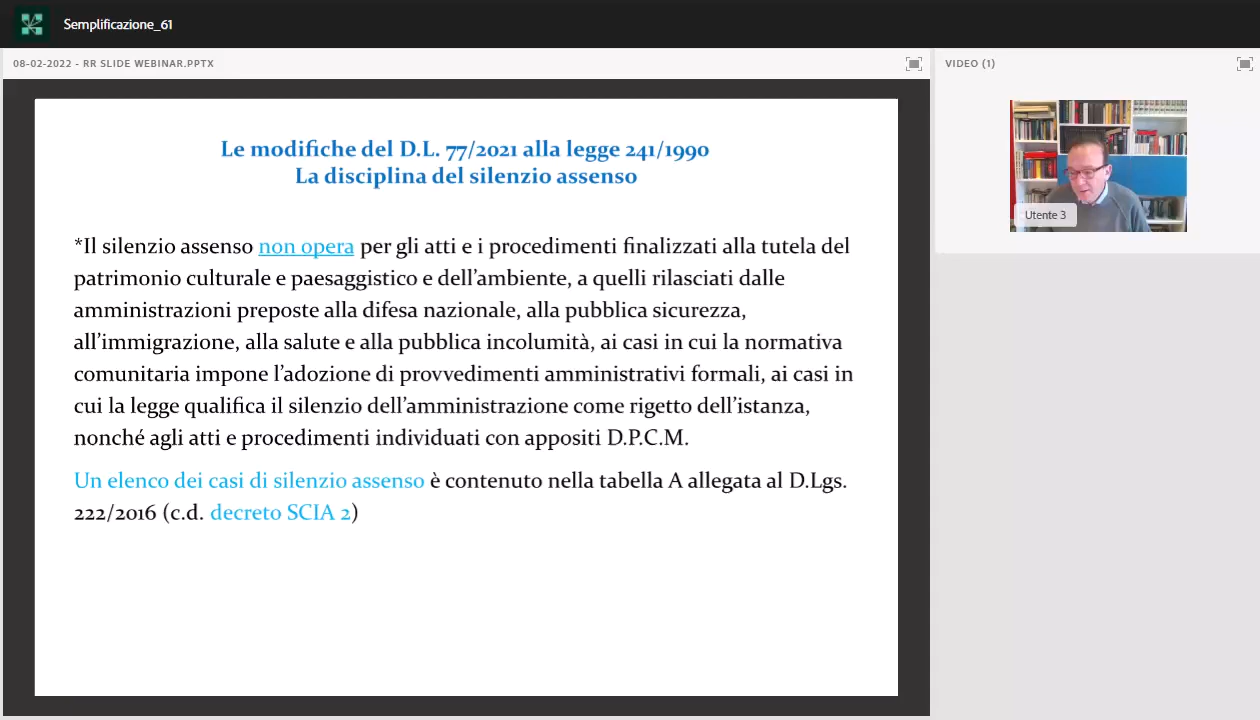 Semplificazione_61
08-02-2022 - RR SLIDE WEBINAR.PPTX
VIDEO (1)
Le modifiche del D.L. 77/2021 alla legge 241/1990
La disciplina del silenzio assenso
*Il silenzio assenso non opera per gli atti e i procedimenti finalizzati alla tutela del
patrimonio culturale e paesaggistico e dell’ambiente, a quelli rilasciati dalle
amministrazioni preposte alla difesa nazionale, alla pubblica sicurezza,
all’immigrazione, alla salute e alla pubblica incolumità, ai casi in cui la normativa
comunitaria impone l’adozione di provvedimenti amministrativi formali, ai casi in
cui la legge qualifica il silenzio dell’amministrazione come rigetto dell’istanza,
nonché agli atti e procedimenti individuati con appositi D.P.C.M.
Un elenco dei casi di silenzio assenso è contenuto nella tabella A allegata al D.Lgs.
222/2016 (c.d. decreto SCIA 2)
Utente 3